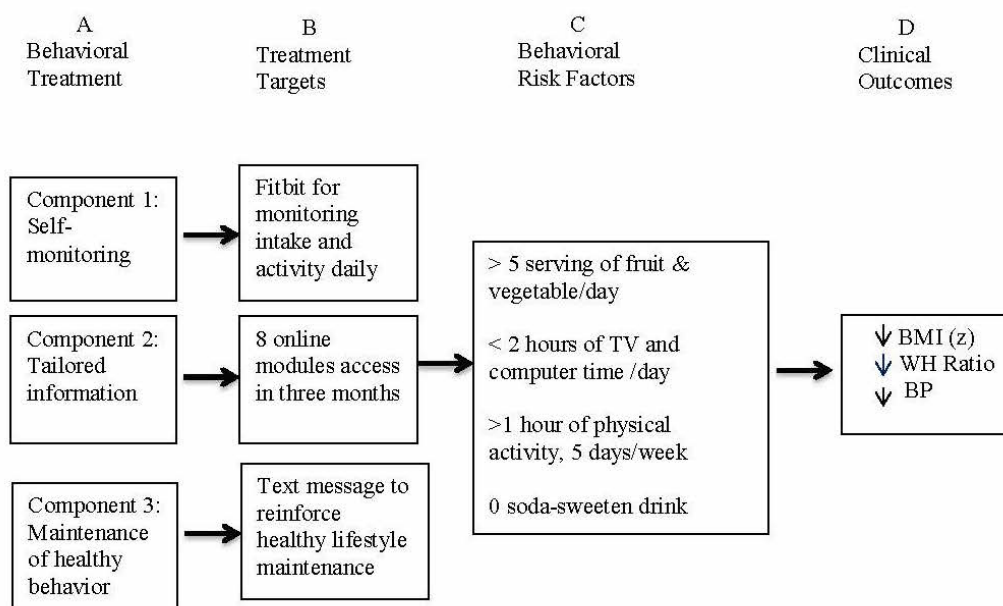 A
Behavioral
Treatment
B
Treatment
Targets
C
Behavioral
Risk Factors
D
Clinical
Outcomes
Component 1:
Self-
monitoring
Fitbit for
monitoring
intake and
activity daily
Component 2:
Tailored
information
8 online
modules access
in three months
Component 3:
Maintenance
of healthy
behavior
Text message to
reinforce
healthy lifestyle
maintenance
> 5 serving of fruit &
vegetable/day
< 2 hours of TV and
computer time /day
>1 hour of physical
activity, 5 days/week
0 soda-sweeten drink
↓ BMI (z)
↓ WH Ratio
↓ BP